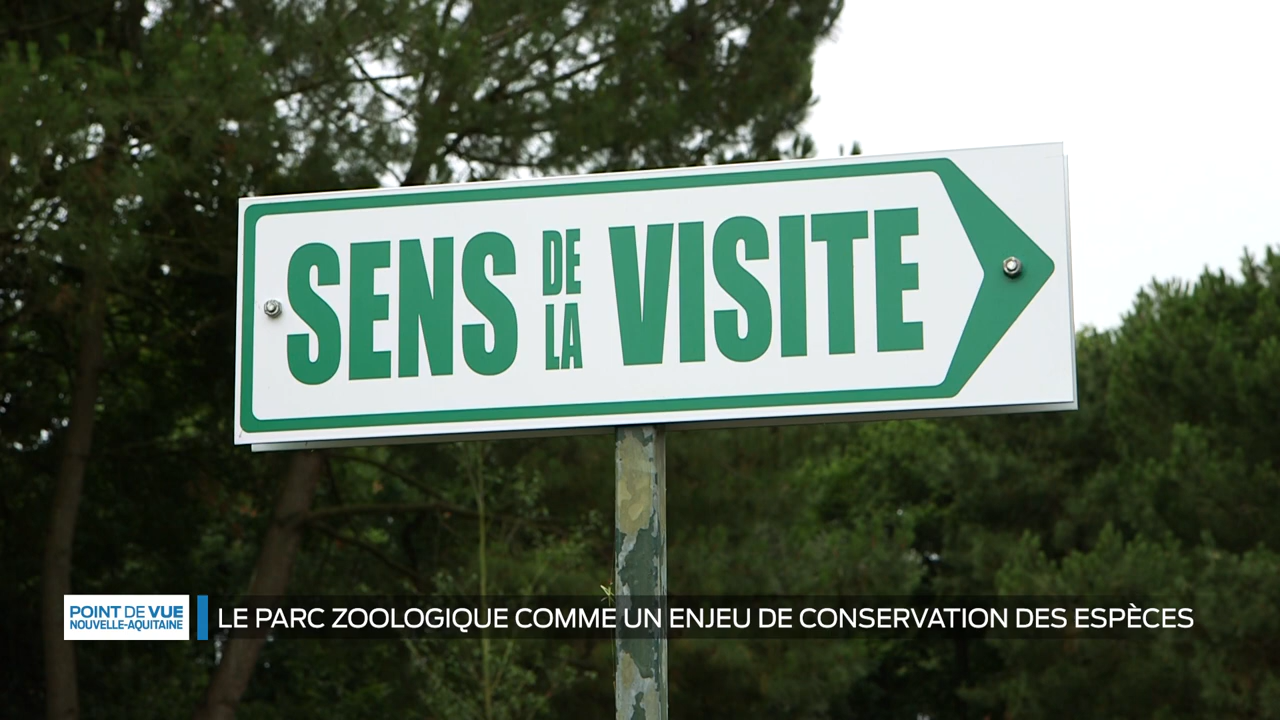 SENS DE LA VISITE
POINT DE VUE
NOUVELLE-AQUITAINE
LE PARC ZOOLOGIQUE COMME UN ENJEU DE CONSERVATION DES ESPÈCES